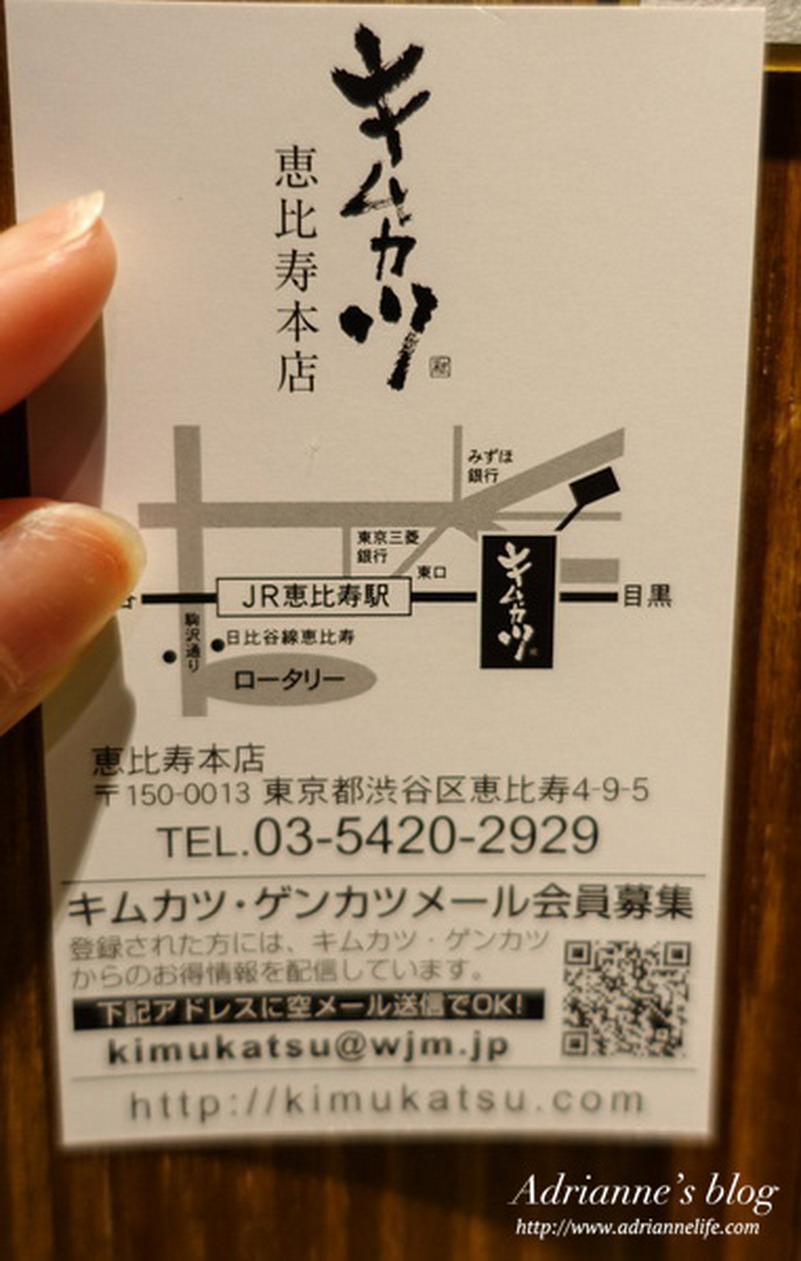 キムカツ
恵比寿本店
みずほ
銀行
東京三菱
銀行
東口
JR恵比寿駅
キムカツ
目黒
駒沢通り
日比谷線恵比寿
ロータリー
恵比寿本店
〒150-0013 東京都渋谷区恵比寿4-9-5
TEL.03-5420-2929
キムカツ・ゲンカツメール会員募集
登録された方には、キムカツ・ゲンカツ
からのお得情報を配信しています。
下記アドレスに空メール送信でOK!
kimukatsu@wjm.jp
http://kimukatsu.com
Adrianne's blog
http://www.adriannelife.com